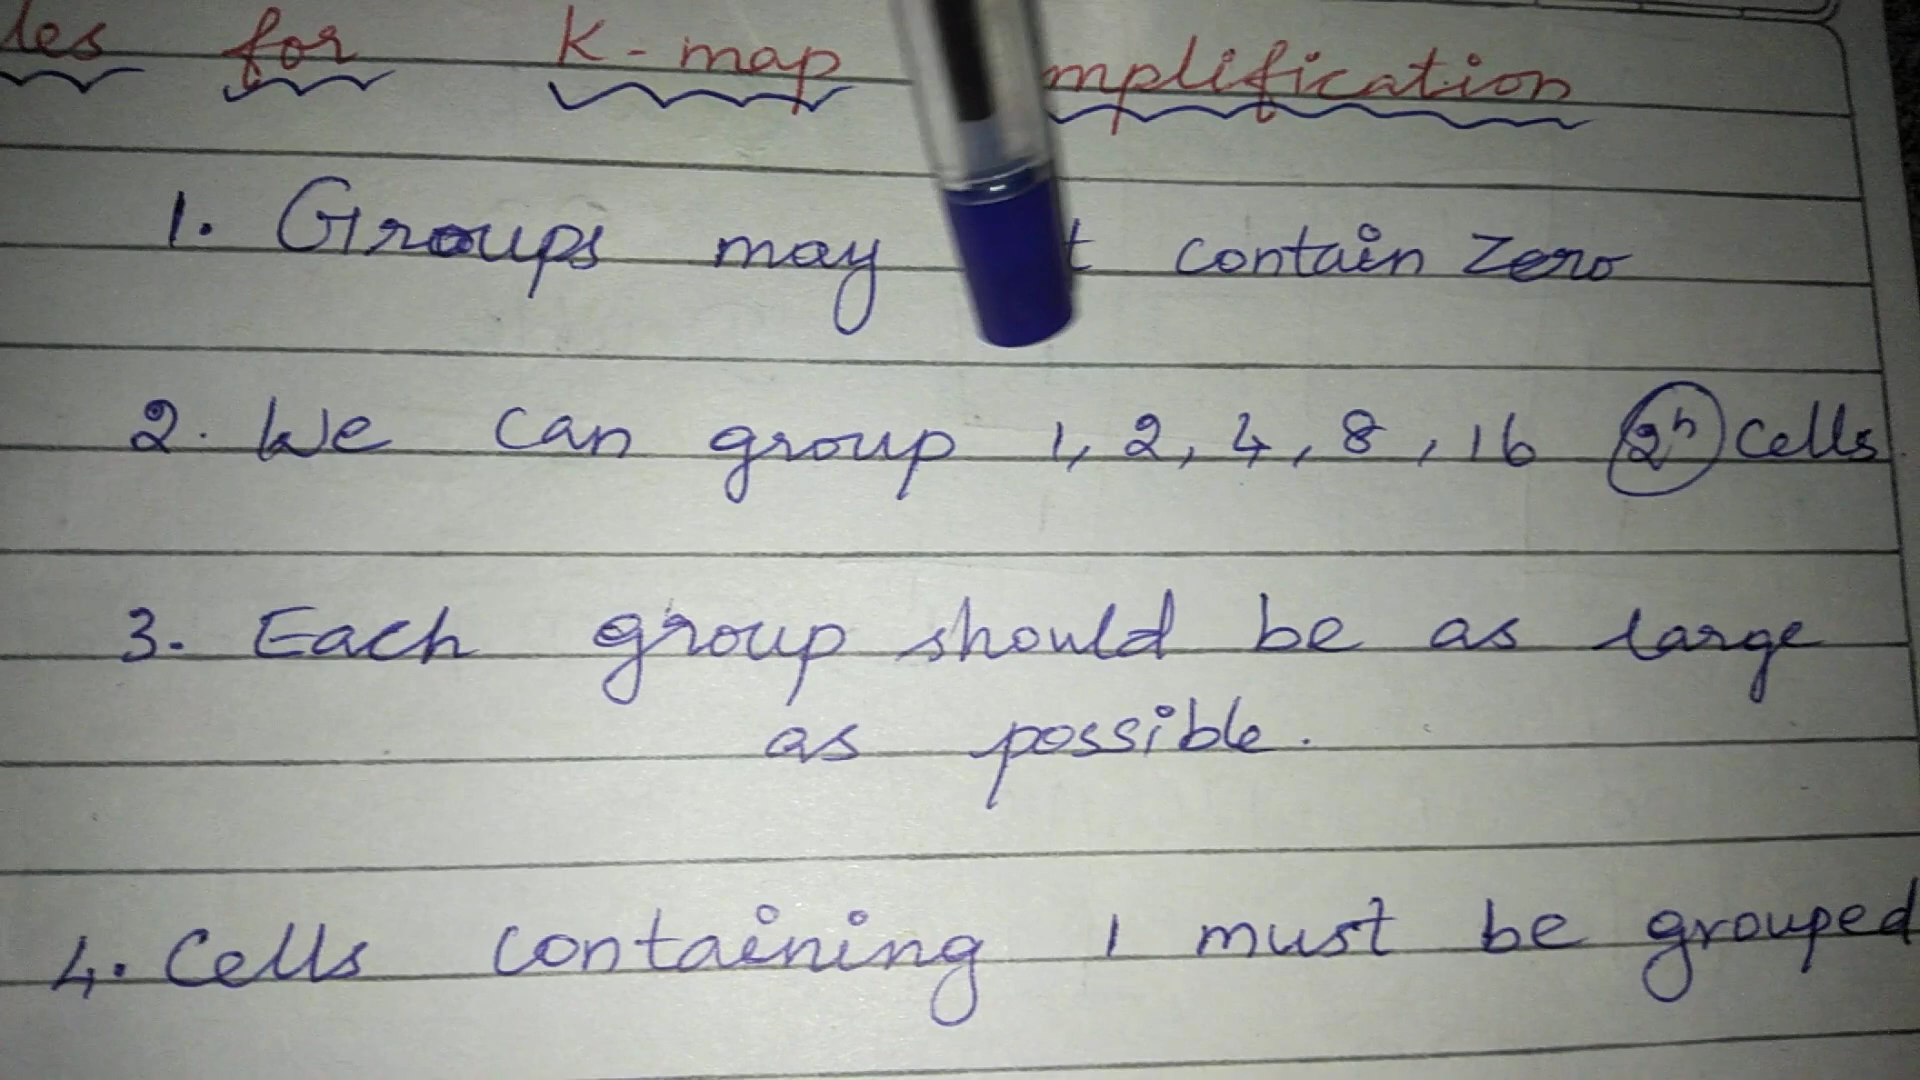 les for K-map mplification
1. Groups may t contain Zero
2. We can group 1, 2, 4, 8, 16 2ⁿ cells.
3. Each group should be as large
as possible.
4. Cells containing 1 must be grouped